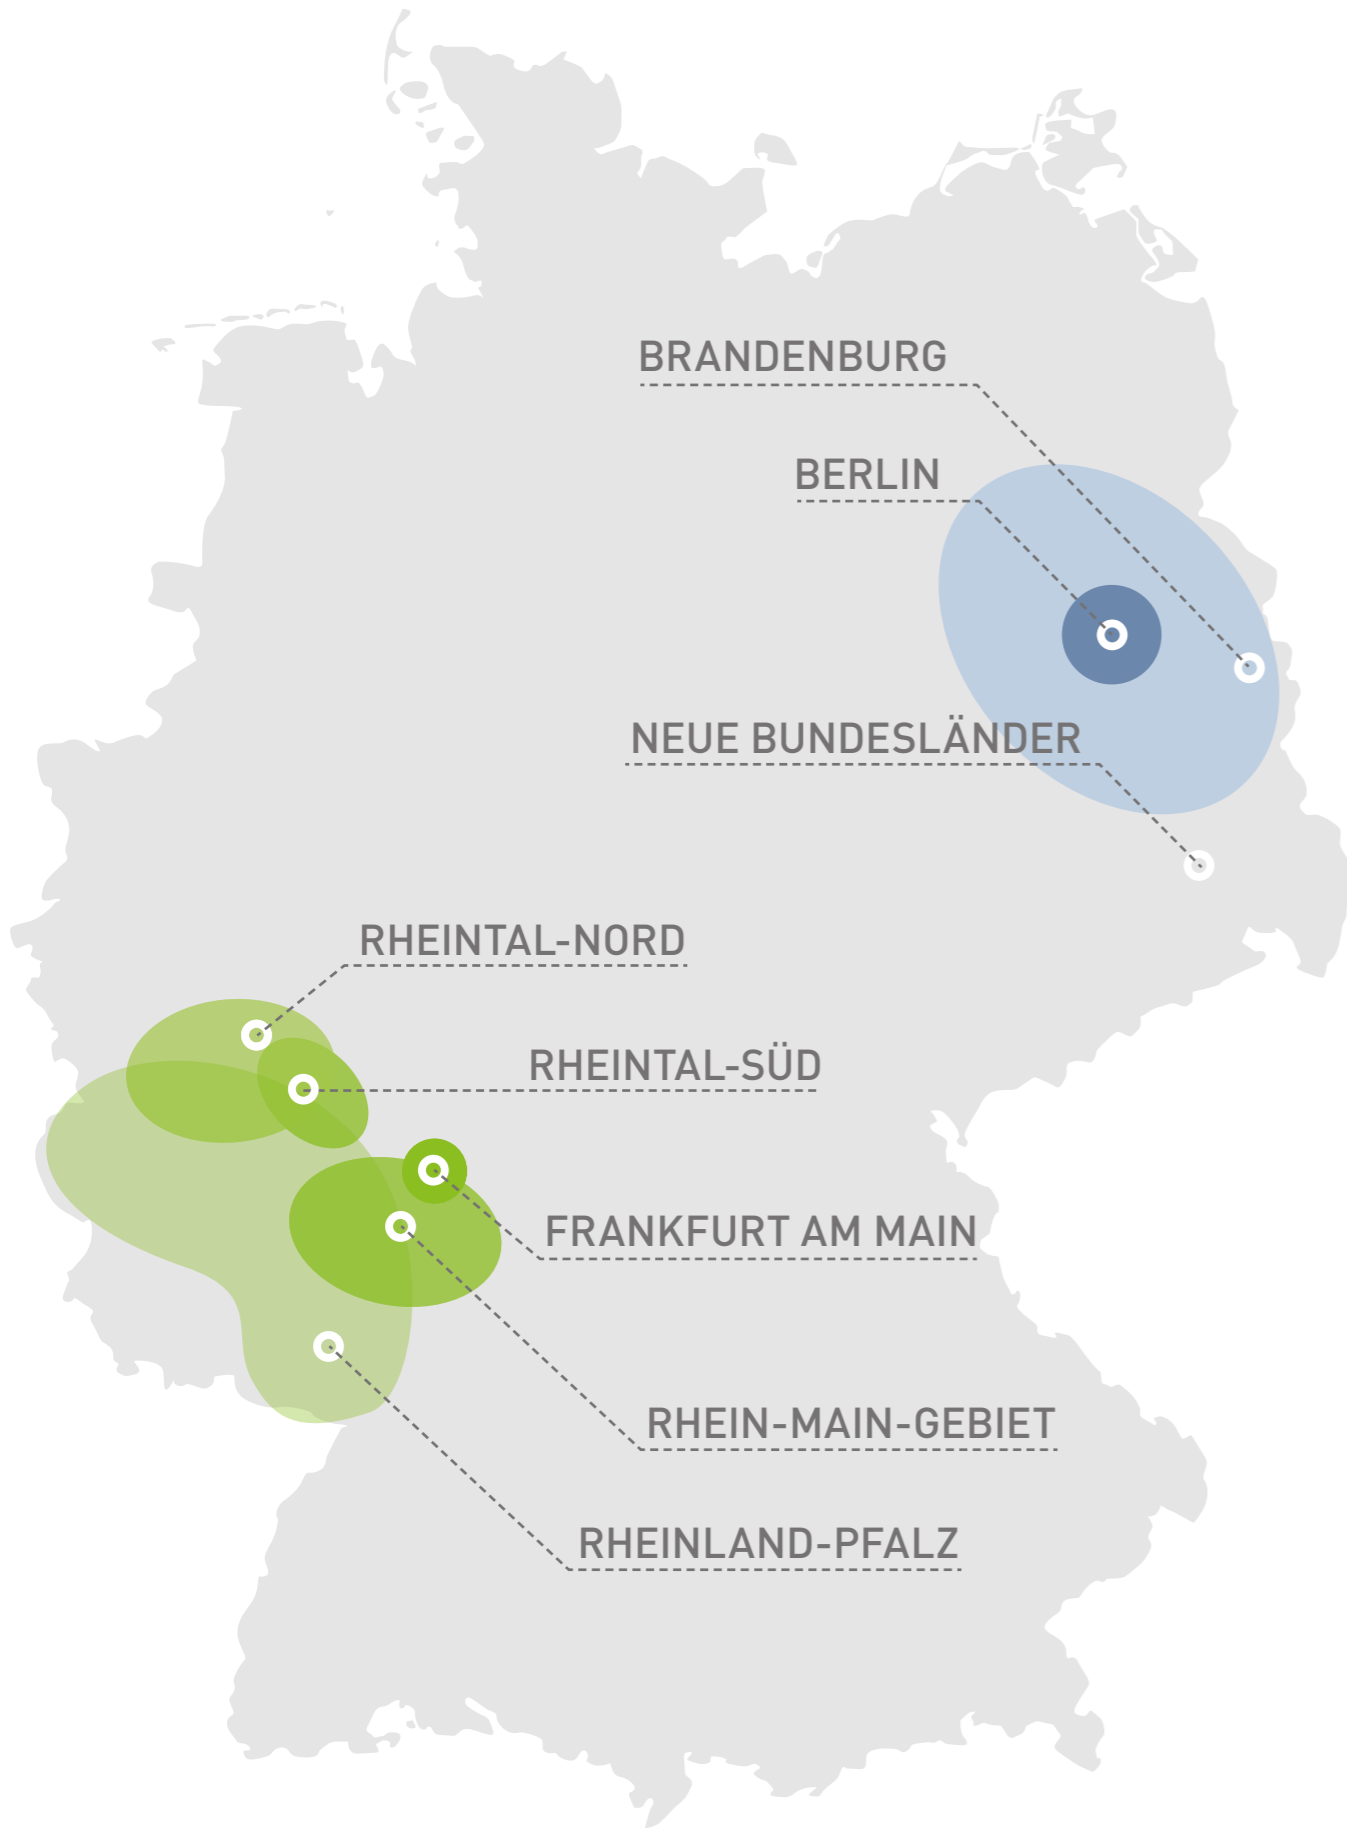 BRANDENBURG
BERLIN
NEUE BUNDESLÄNDER
RHEINTAL-NORD
RHEINTAL-SÜD
FRANKFURT AM MAIN
RHEIN-MAIN-GEBIET
RHEINLAND-PFALZ